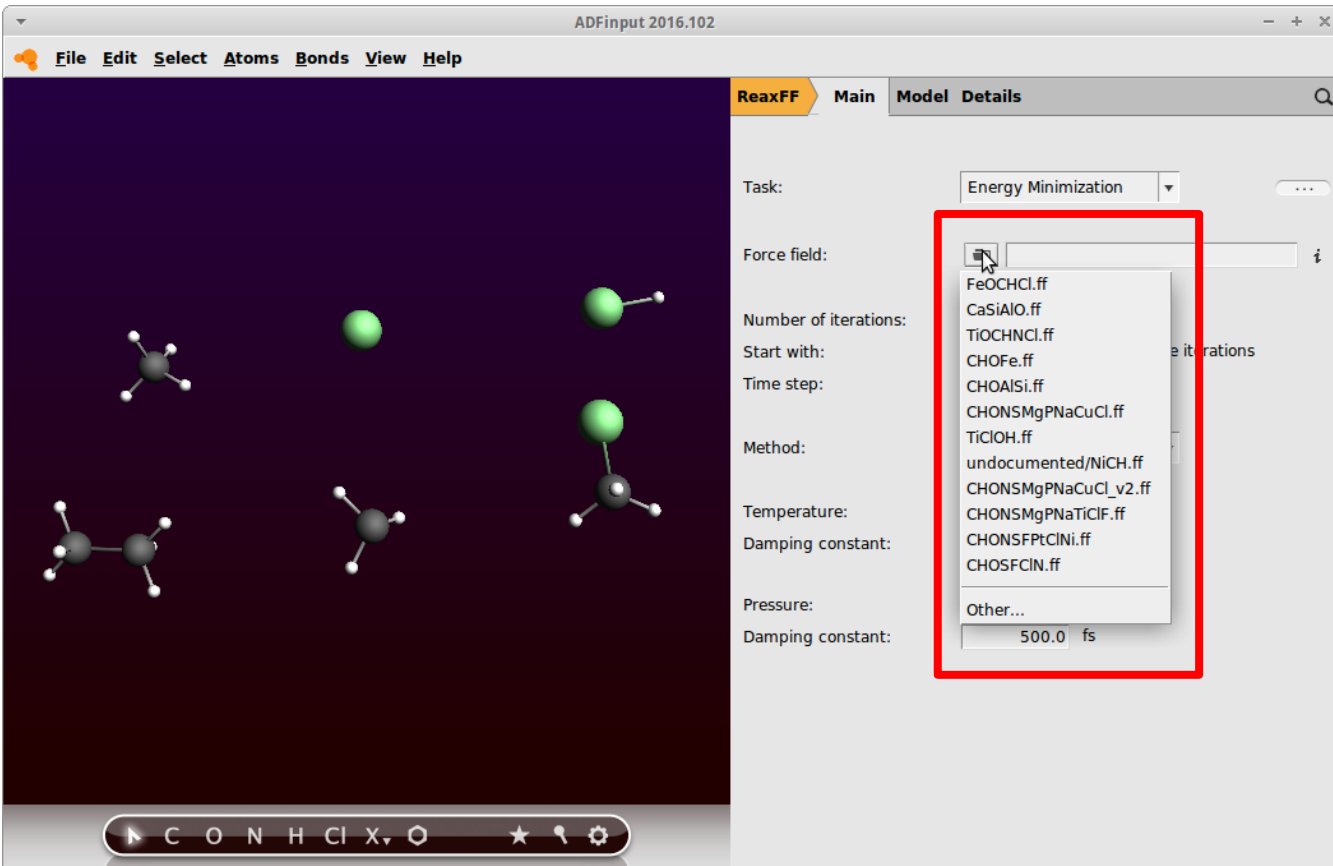 ADFinput 2016.102
File Edit Select Atoms Bonds View Help
ReaxFF Main Model Details
Task: Energy Minimization ...
Force field: i
FeOCHCl.ff
CaSiAlO.ff
Number of iterations:
TiOCHNCl.ff
Start with: e iterations
CHOFe.ff
Time step:
CHOAlSi.ff
CHONSMgPNaCuCl.ff
TiClOH.ff
Method:
undocumented/NiCH.ff
CHONSMgPNaCuCl_v2.ff
Temperature:
CHONSMgPNaTiClF.ff
Damping constant:
CHONSFPtClNi.ff
CHOSFClN.ff
Pressure:
Other...
Damping constant: 500.0 fs
C O N H Cl X